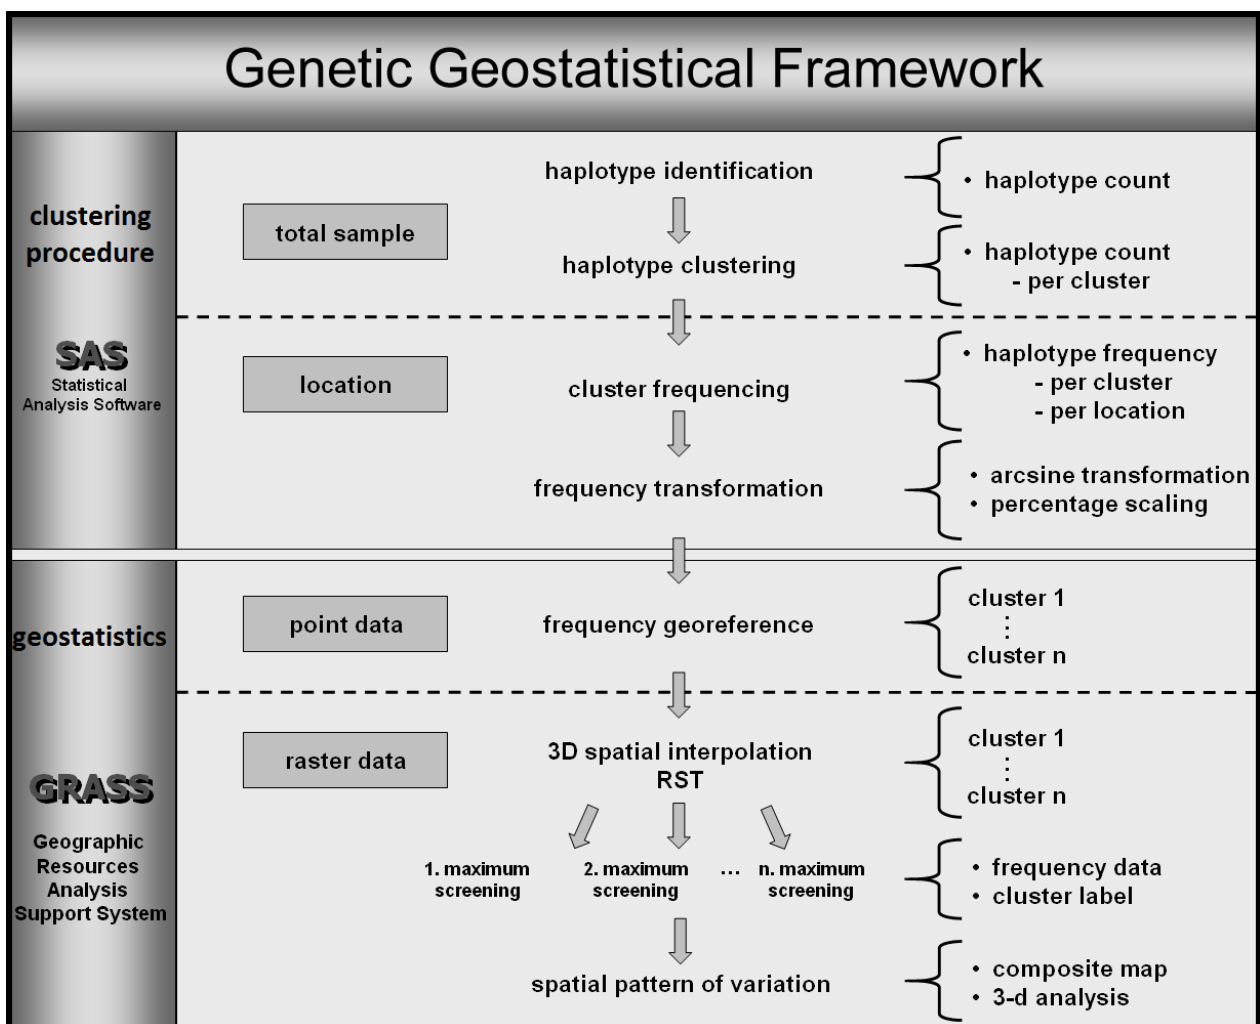 Genetic Geostatistical Framework
clustering
procedure
SAS
Statistical
Analysis Software
total sample
haplotype identification
• haplotype count
haplotype clustering
• haplotype count
- per cluster
location
cluster frequencing
• haplotype frequency
- per cluster
- per location
frequency transformation
• arcsine transformation
• percentage scaling
geostatistics
GRASS
Geographic
Resources
Analysis
Support System
point data
frequency georeference
cluster 1
⋮
cluster n
raster data
3D spatial interpolation
RST
cluster 1
⋮
cluster n
1. maximum
screening
2. maximum
screening
...
n. maximum
screening
• frequency data
• cluster label
spatial pattern of variation
• composite map
• 3-d analysis